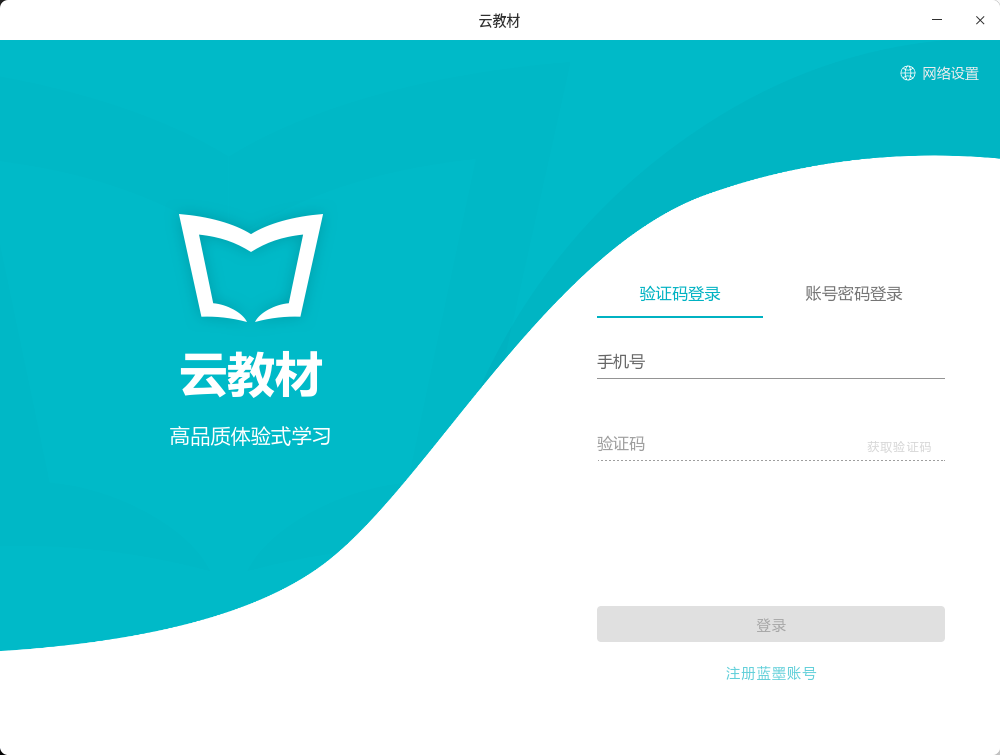 云教材
网络设置
云教材
高品质体验式学习
验证码登录
账号密码登录
手机号
验证码
获取验证码
登录
注册蓝墨账号